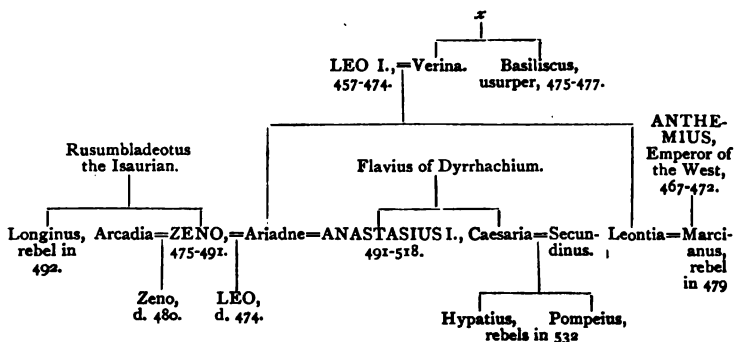 x
LEO I.,=Verina.
457-474.
Basiliscus,
usurper, 475-477.
ANTHE-
MIUS,
Emperor of
the West,
467-472.
Rusumbladeotus
the Isaurian.
Flavius of Dyrrhachium.
Longinus,
rebel in
492.
Arcadia=ZENO,=Ariadne=ANASTASIUS I., Caesaria=Secun-
475-491.
491-518.
dinus.
Leontia=Marci-
anus,
rebel
in 479
Zeno,
d. 480.
LEO,
d. 474.
Hypatius, Pompeius,
rebels in 532